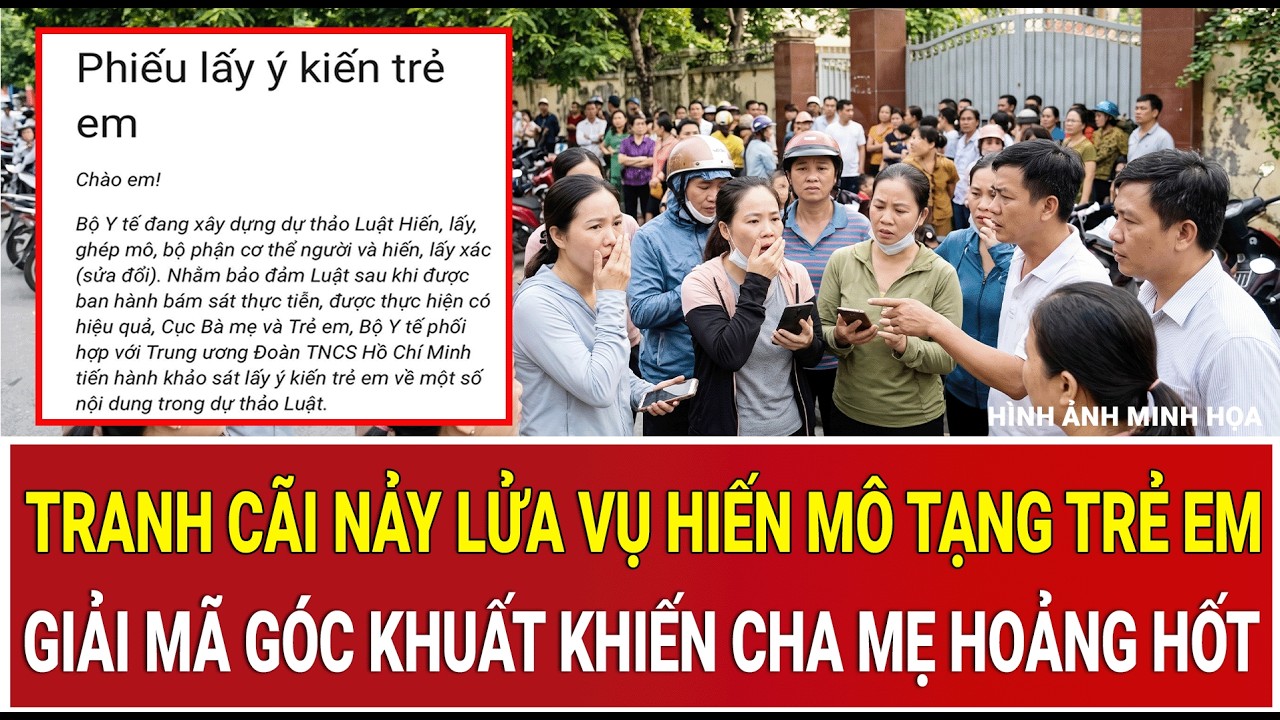 Phiếu lấy ý kiến trẻ
em
Chào em!
Bộ Y tế đang xây dựng dự thảo Luật Hiến, lấy,
ghép mô, bộ phận cơ thể người và hiến, lấy xác
(sửa đổi). Nhằm bảo đảm Luật sau khi được
ban hành bám sát thực tiễn, được thực hiện có
hiệu quả, Cục Bà mẹ và Trẻ em, Bộ Y tế phối
hợp với Trung ương Đoàn TNCS Hồ Chí Minh
tiến hành khảo sát lấy ý kiến trẻ em về một số
nội dung trong dự thảo Luật.
HÌNH ẢNH MINH HỌA
TRANH CÃI NẢY LỬA VỤ HIẾN MÔ TẠNG TRẺ EM
GIẢI MÃ GÓC KHUẤT KHIẾN CHA MẸ HOẢNG HỐT